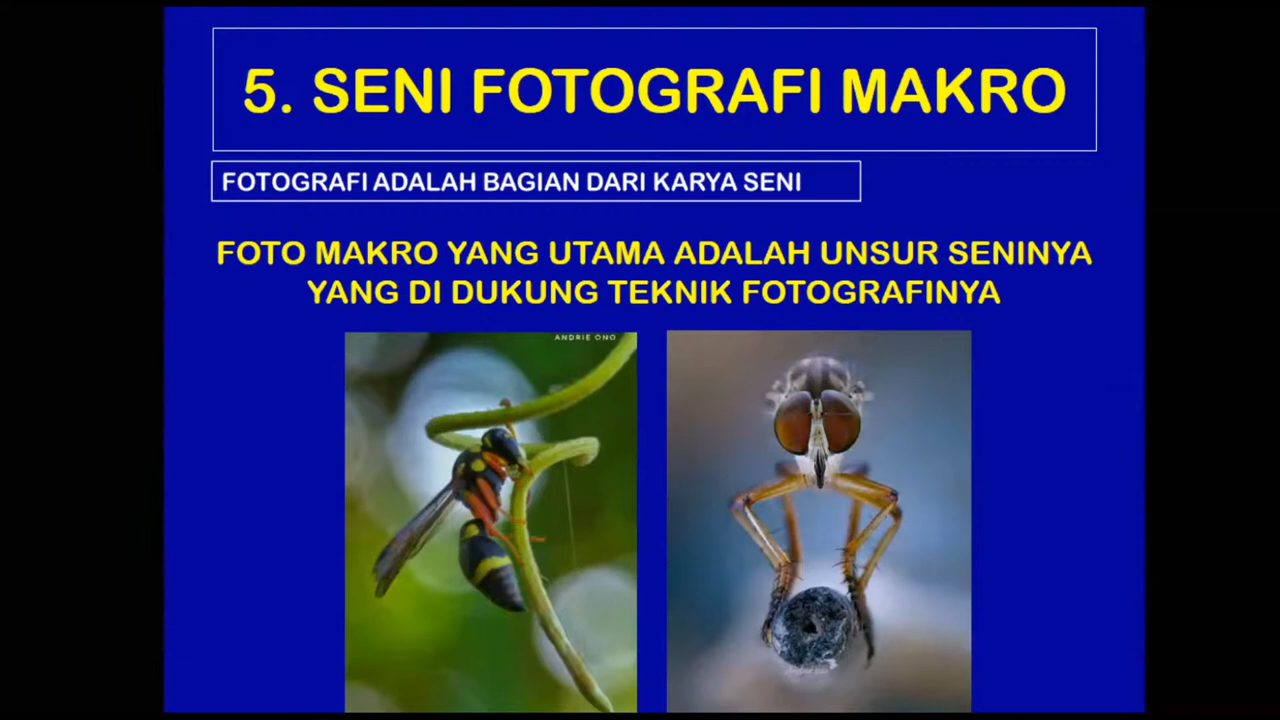 5. SENI FOTOGRAFI MAKRO
FOTOGRAFI ADALAH BAGIAN DARI KARYA SENI
FOTO MAKRO YANG UTAMA ADALAH UNSUR SENINYA
YANG DI DUKUNG TEKNIK FOTOGRAFINYA
ANDRIE ONO